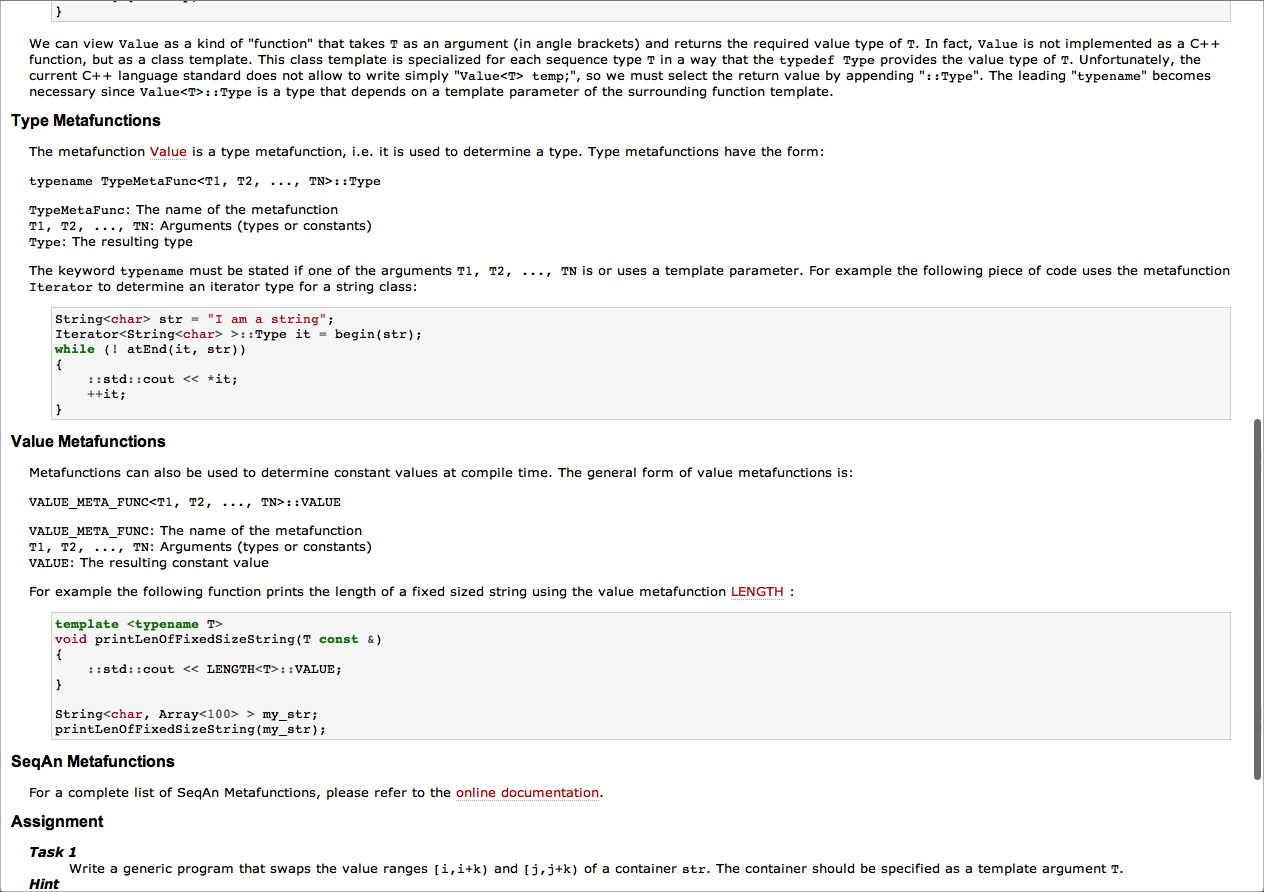 }
We can view Value as a kind of "function" that takes T as an argument (in angle brackets) and returns the required value type of T. In fact, Value is not implemented as a C++
function, but as a class template. This class template is specialized for each sequence type T in a way that the typedef Type provides the value type of T. Unfortunately, the
current C++ language standard does not allow to write simply "Value<T> temp;", so we must select the return value by appending "::Type". The leading "typename" becomes
necessary since Value<T>::Type is a type that depends on a template parameter of the surrounding function template.
Type Metafunctions
The metafunction Value is a type metafunction, i.e. it is used to determine a type. Type metafunctions have the form:
typename TypeMetaFunc<T1, T2, ..., TN>::Type
TypeMetaFunc: The name of the metafunction
T1, T2, ..., TN: Arguments (types or constants)
Type: The resulting type
The keyword typename must be stated if one of the arguments T1, T2, ..., TN is or uses a template parameter. For example the following piece of code uses the metafunction
Iterator to determine an iterator type for a string class:
String<char> str = "I am a string";
Iterator<String<char> >::Type it = begin(str);
while (! atEnd(it, str))
{
    ::std::cout << *it;
    ++it;
}
Value Metafunctions
Metafunctions can also be used to determine constant values at compile time. The general form of value metafunctions is:
VALUE_META_FUNC<T1, T2, ..., TN>::VALUE
VALUE_META_FUNC: The name of the metafunction
T1, T2, ..., TN: Arguments (types or constants)
VALUE: The resulting constant value
For example the following function prints the length of a fixed sized string using the value metafunction LENGTH :
template <typename T>
void printLenOfFixedSizeString(T const &)
{
    ::std::cout << LENGTH<T>::VALUE;
}
String<char, Array<100> > my_str;
printLenOfFixedSizeString(my_str);
SeqAn Metafunctions
For a complete list of SeqAn Metafunctions, please refer to the online documentation.
Assignment
Task 1
Write a generic program that swaps the value ranges [i,i+k) and [j,j+k) of a container str. The container should be specified as a template argument T.
Hint